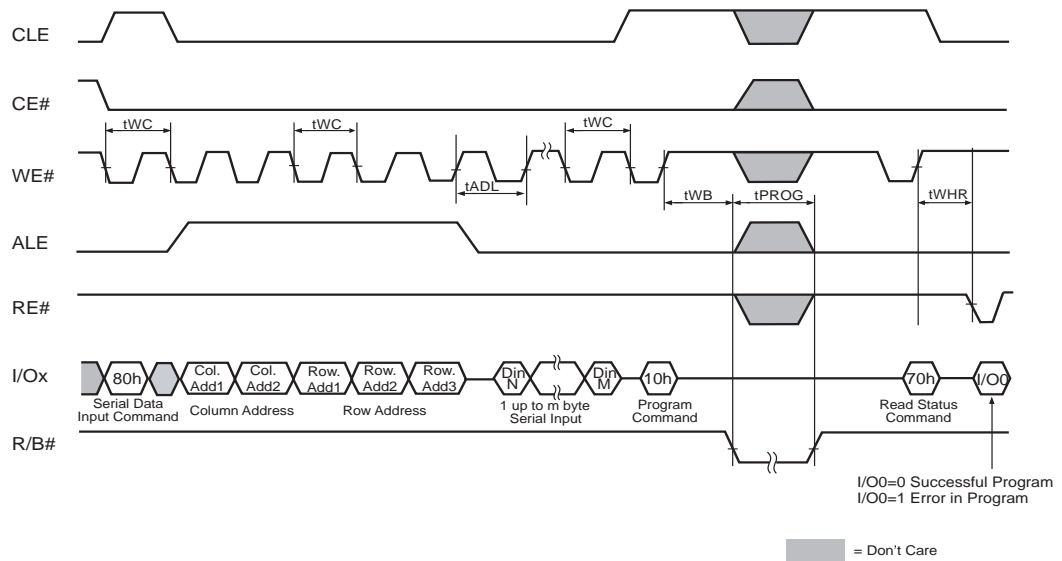 CLE
CE#
tWC
tWC
tWC
WE#
tADL
tWB
tPROG
tWHR
ALE
RE#
I/Ox
80h
Col. Add1
Col. Add2
Row. Add1
Row. Add2
Row. Add3
Din N
Din M
10h
70h
I/O0
Serial Data
Input Command
Column Address
Row Address
1 up to m byte
Serial Input
Program
Command
Read Status
Command
R/B#
I/O0=0 Successful Program
I/O0=1 Error in Program
= Don't Care